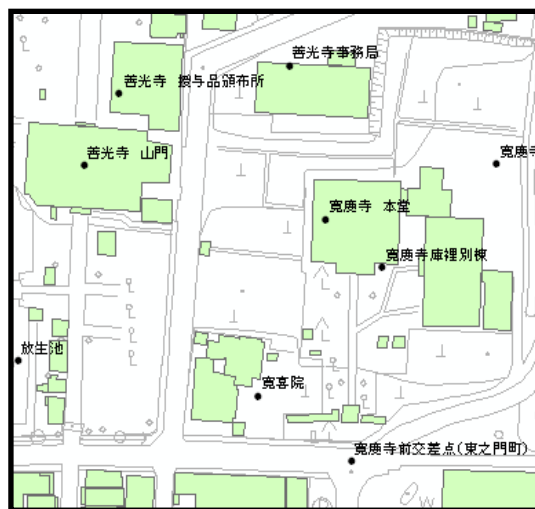 善光寺事務局
善光寺　授与品頒布所
善光寺　山門
寛慶寺
寛慶寺　本堂
寛慶寺庫裡別棟
放生池
寛喜院
寛慶寺前交差点(東之門町)